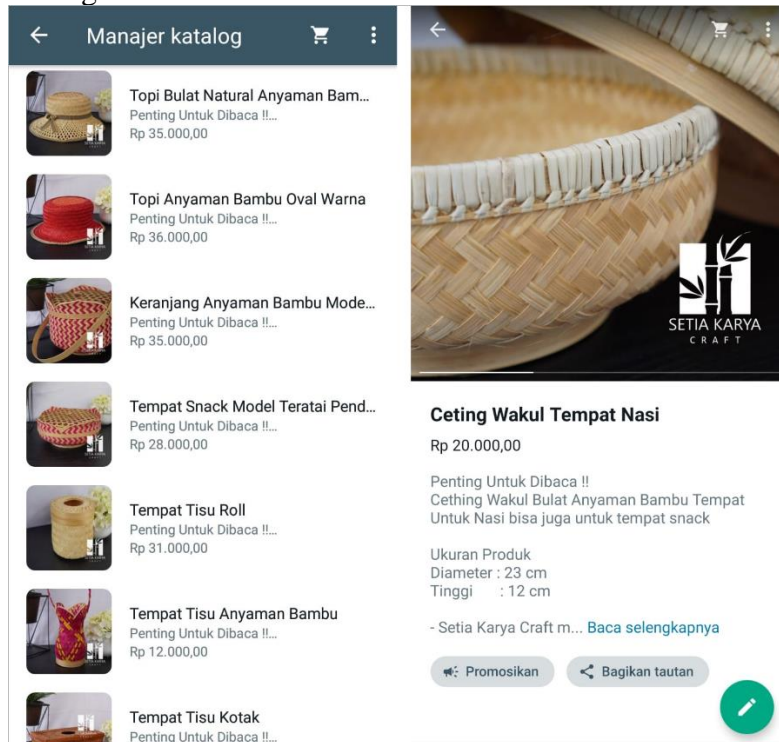 Manajer katalog
Topi Bulat Natural Anyaman Bam...
Penting Untuk Dibaca !!...
Rp 35.000,00
Topi Anyaman Bambu Oval Warna
Penting Untuk Dibaca !!...
Rp 36.000,00
Keranjang Anyaman Bambu Mode...
Penting Untuk Dibaca !!...
Rp 35.000,00
Tempat Snack Model Teratai Pend...
Penting Untuk Dibaca !!...
Rp 28.000,00
Tempat Tisu Roll
Penting Untuk Dibaca !!...
Rp 31.000,00
Tempat Tisu Anyaman Bambu
Penting Untuk Dibaca !!...
Rp 12.000,00
Tempat Tisu Kotak
Penting Untuk Dibaca !!...
SETIA KARYA
CRAFT
Ceting Wakul Tempat Nasi
Rp 20.000,00
Penting Untuk Dibaca !!
Cething Wakul Bulat Anyaman Bambu Tempat
Untuk Nasi bisa juga untuk tempat snack
Ukuran Produk
Diameter : 23 cm
Tinggi : 12 cm
- Setia Karya Craft m... Baca selengkapnya
Promosikan
Bagikan tautan